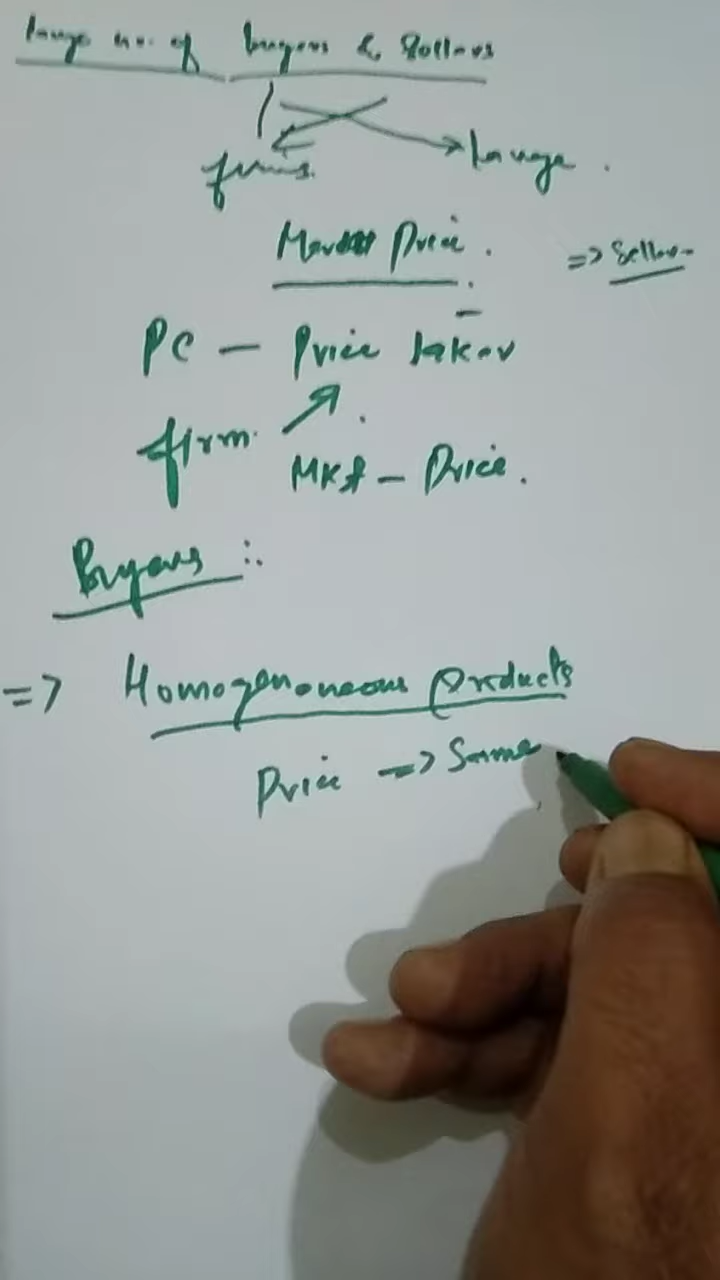 large no. of buyers & Sellers
firms. Large .
Market Price . => Seller
PC – Price taker
firm.
MKt – Price .
Buyers :.
=> Homogenoneous products
Price => Same